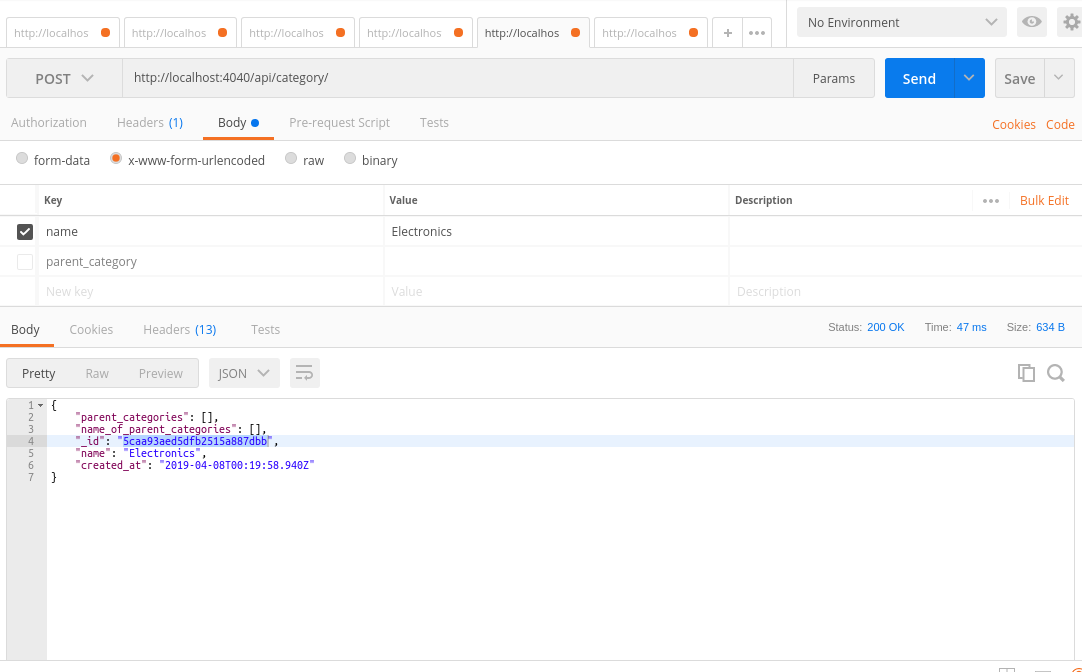 http://localhos http://localhos http://localhos http://localhos http://localhos http://localhos + ••• No Environment
POST http://localhost:4040/api/category/ Params Send Save
Authorization Headers (1) Body Pre-request Script Tests Cookies Code
form-data x-www-form-urlencoded raw binary
Key Value Description ••• Bulk Edit
name Electronics
parent_category
New key Value Description
Body Cookies Headers (13) Tests Status: 200 OK Time: 47 ms Size: 634 B
Pretty Raw Preview JSON
1 {
2 "parent_categories": [],
3 "name_of_parent_categories": [],
4 "_id": "5caa93aed5dfb2515a887dbb",
5 "name": "Electronics",
6 "created_at": "2019-04-08T00:19:58.940Z"
7 }